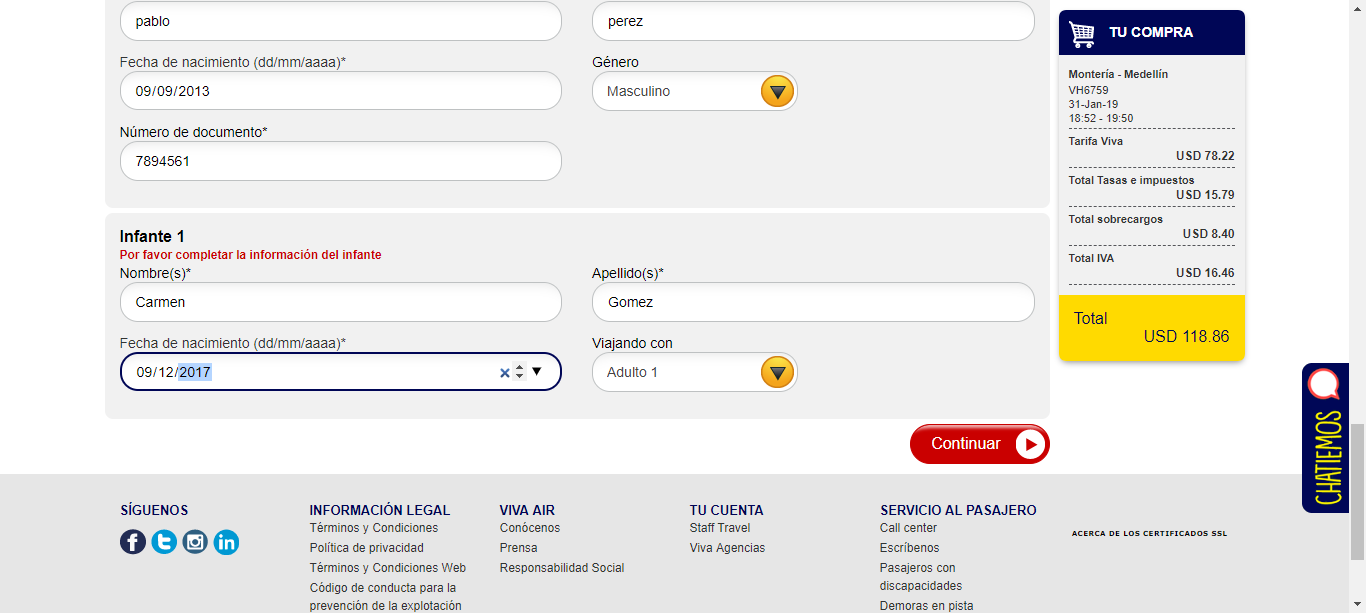 pablo
perez
Fecha de nacimiento (dd/mm/aaaa)*
Género
09/09/2013
Masculino
Número de documento*
7894561
Infante 1
Por favor completar la información del infante
Nombre(s)*
Apellido(s)*
Carmen
Gomez
Fecha de nacimiento (dd/mm/aaaa)*
Viajando con
09/12/2017
Adulto 1
Continuar
TU COMPRA
Montería - Medellín
VH6759
31-Jan-19
18:52 - 19:50
Tarifa Viva
USD 78.22
Total Tasas e impuestos
USD 15.79
Total sobrecargos
USD 8.40
Total IVA
USD 16.46
Total
USD 118.86
CHATIEMOS
SÍGUENOS
INFORMACIÓN LEGAL
Términos y Condiciones
Política de privacidad
Términos y Condiciones Web
Código de conducta para la
prevención de la explotación
VIVA AIR
Conócenos
Prensa
Responsabilidad Social
TU CUENTA
Staff Travel
Viva Agencias
SERVICIO AL PASAJERO
Call center
Escríbenos
Pasajeros con
discapacidades
Demoras en pista
ACERCA DE LOS CERTIFICADOS SSL